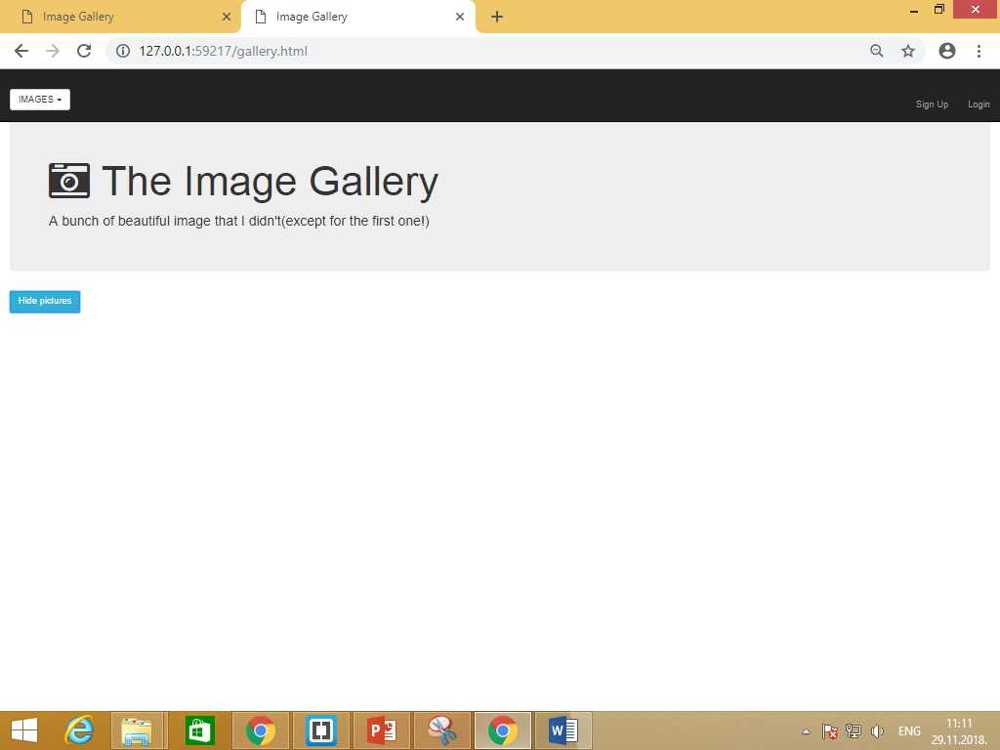 Image Gallery
Image Gallery
127.0.0.1:59217/gallery.html
IMAGES
Sign Up
Login
The Image Gallery
A bunch of beautiful image that I didn't(except for the first one!)
Hide pictures
ENG
11:11
29.11.2018.